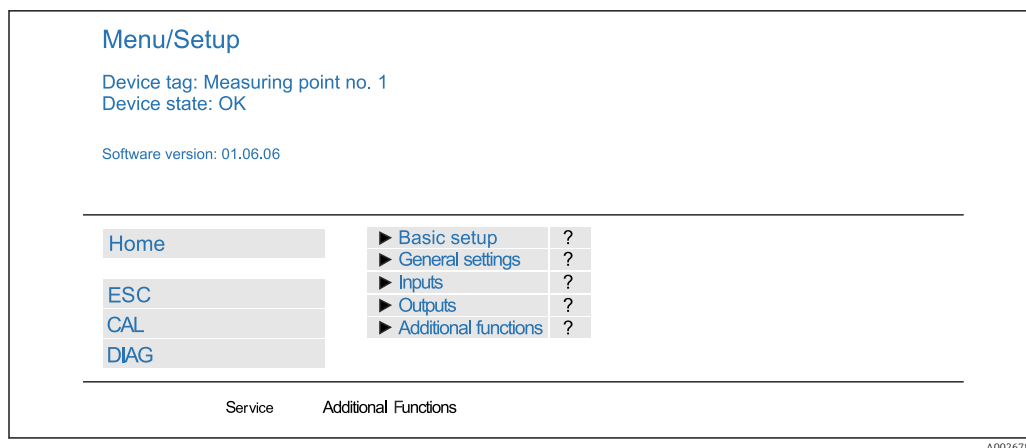 Menu/Setup
Device tag: Measuring point no. 1
Device state: OK
Software version: 01.06.06
Home
ESC
CAL
DIAG
► Basic setup ?
► General settings ?
► Inputs ?
► Outputs ?
► Additional functions ?
Service Additional Functions